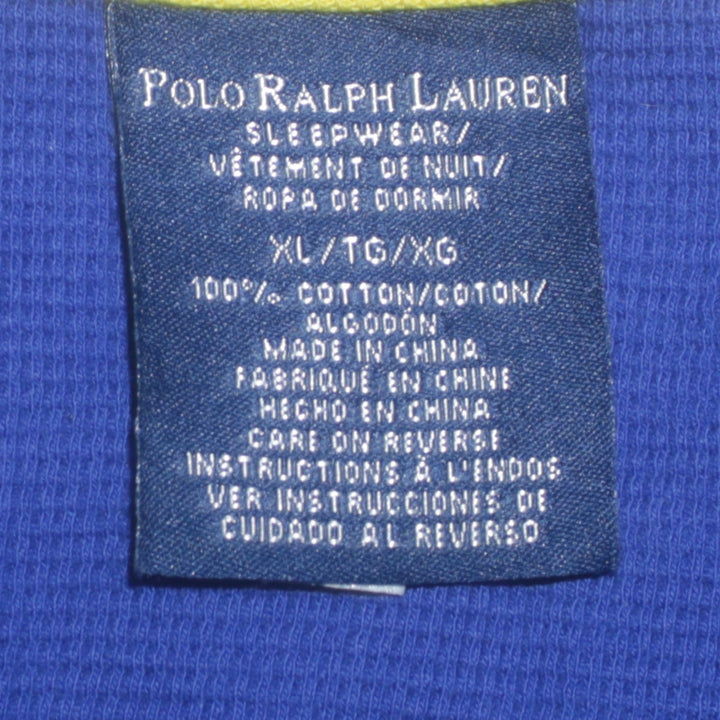 POLO RALPH LAUREN
SLEEPWEAR/
VÊTEMENT DE NUIT/
ROPA DE DORMIR
XL/TG/XG
100% COTTON/COTON/
ALGODÓN
MADE IN CHINA
FABRIQUÉ EN CHINE
HECHO EN CHINA
CARE ON REVERSE
INSTRUCTIONS À L'ENDOS
VER INSTRUCCIONES DE
CUIDADO AL REVERSO